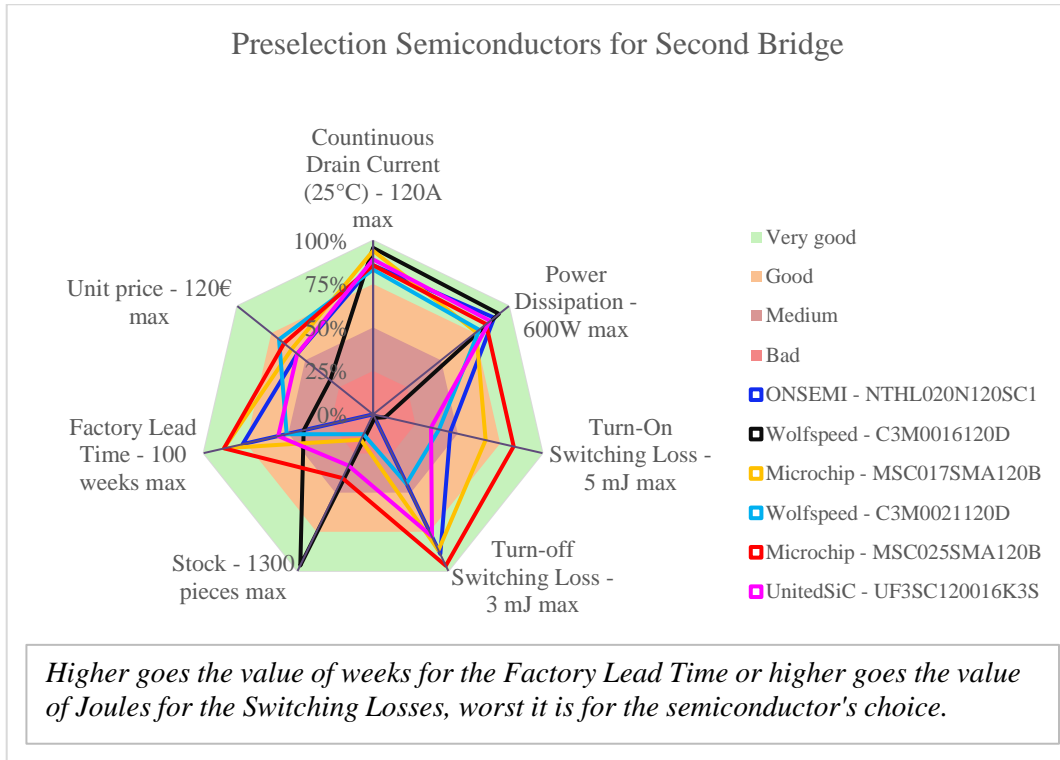 Preselection Semiconductors for Second Bridge
Countinuous
Drain Current
(25°C) - 120A
max
100%
75%
50%
25%
0%
Power
Dissipation -
600W max
Turn-On
Switching Loss -
5 mJ max
Turn-off
Switching Loss -
3 mJ max
Stock - 1300
pieces max
Factory Lead
Time - 100
weeks max
Unit price - 120€
max
Very good
Good
Medium
Bad
ONSEMI - NTHL020N120SC1
Wolfspeed - C3M0016120D
Microchip - MSC017SMA120B
Wolfspeed - C3M0021120D
Microchip - MSC025SMA120B
UnitedSiC - UF3SC120016K3S
Higher goes the value of weeks for the Factory Lead Time or higher goes the value
of Joules for the Switching Losses, worst it is for the semiconductor's choice.